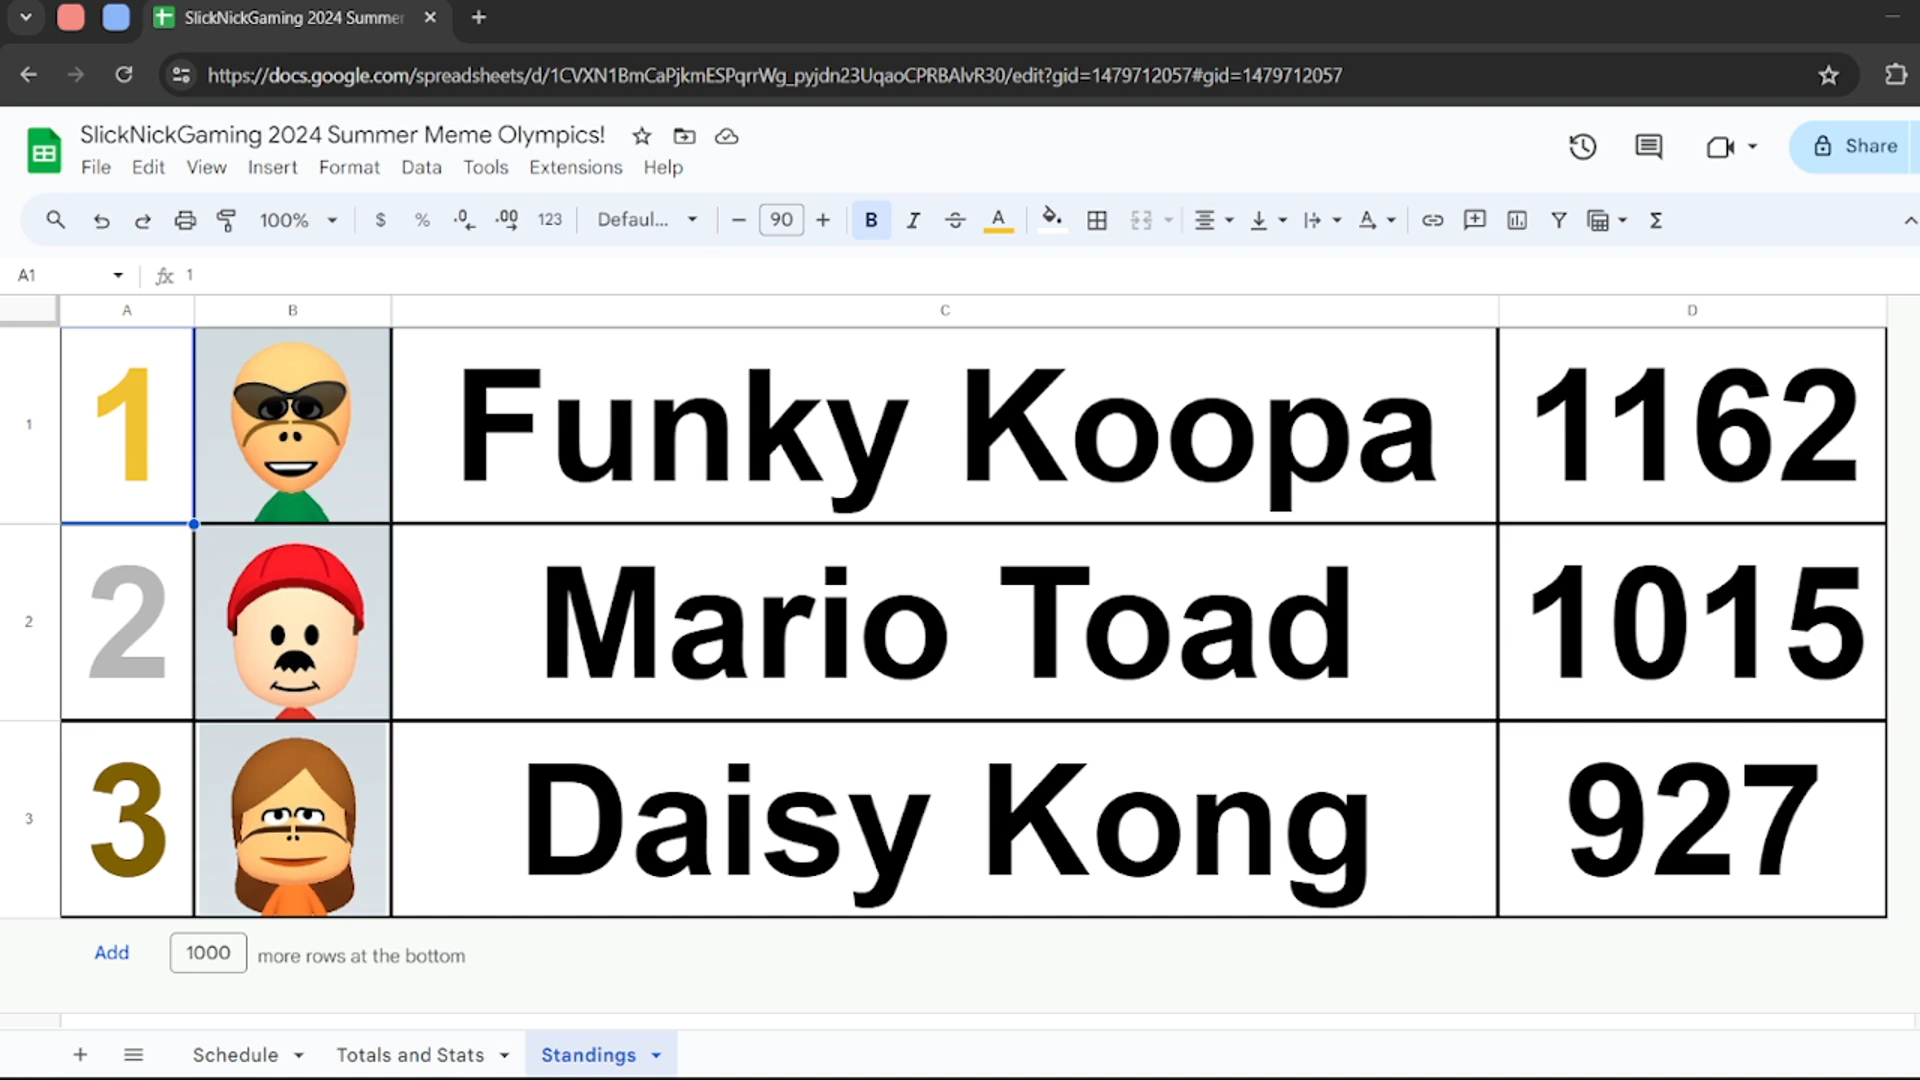 SlickNickGaming 2024 Summer
https://docs.google.com/spreadsheets/d/1CVXN1BmCaPjkmESPqrrWg_pyjdn23UqaoCPRBAlvR30/edit?gid=1479712057#gid=1479712057
SlickNickGaming 2024 Summer Meme Olympics!
File Edit View Insert Format Data Tools Extensions Help
Share
100% $ % .0 .00 123 Defaul... − 90 + B I S A Σ
A1 fx 1
A B C D
1 1 Funky Koopa 1162
2 2 Mario Toad 1015
3 3 Daisy Kong 927
Add 1000 more rows at the bottom
Schedule Totals and Stats Standings